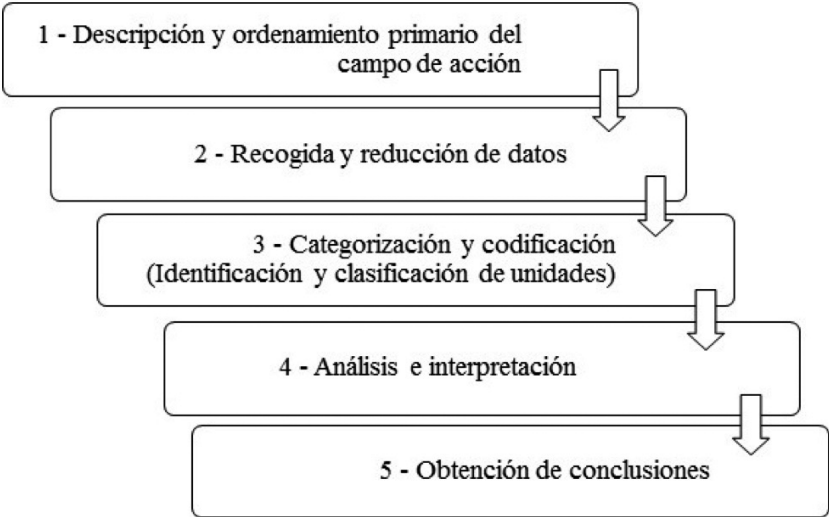 1 - Descripción y ordenamiento primario del
campo de acción
2 - Recogida y reducción de datos
3 - Categorización y codificación
(Identificación y clasificación de unidades)
4 - Análisis e interpretación
5 - Obtención de conclusiones